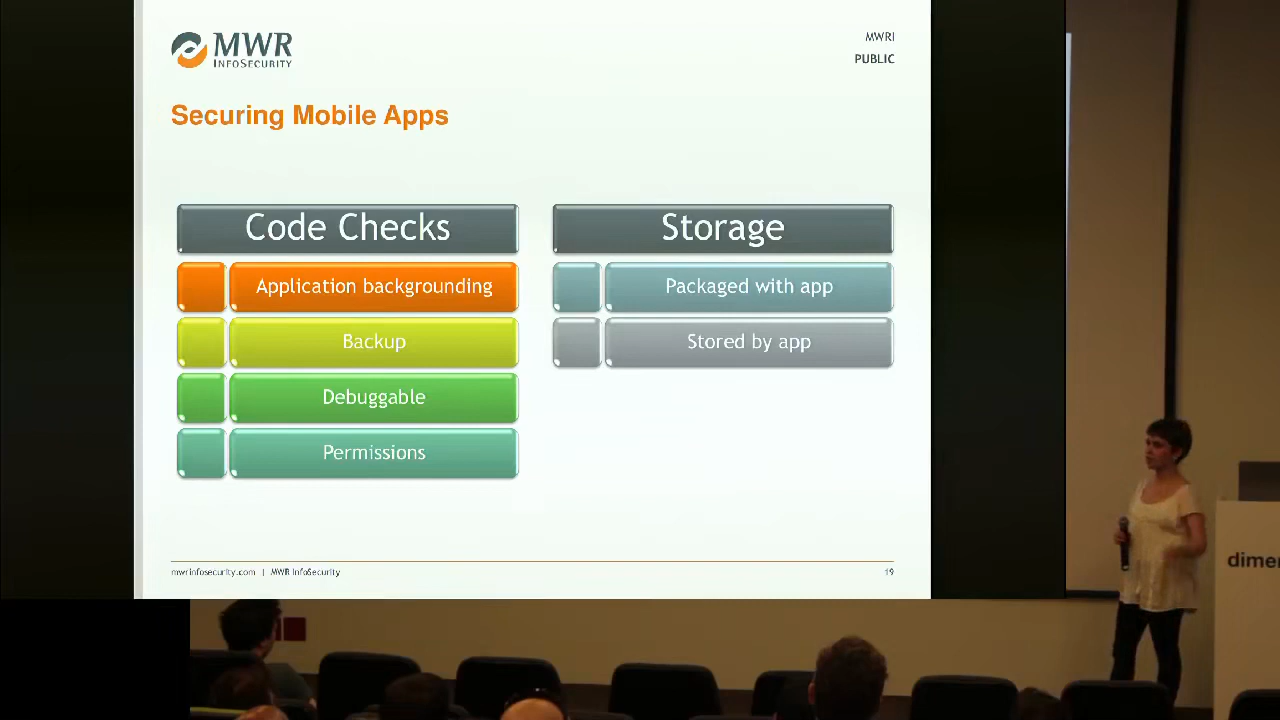 MWR
INFOSECURITY
MWRI
PUBLIC
Securing Mobile Apps
Code Checks
Application backgrounding
Backup
Debuggable
Permissions
Storage
Packaged with app
Stored by app
mwrinfosecurity.com | MWR InfoSecurity
19
dime